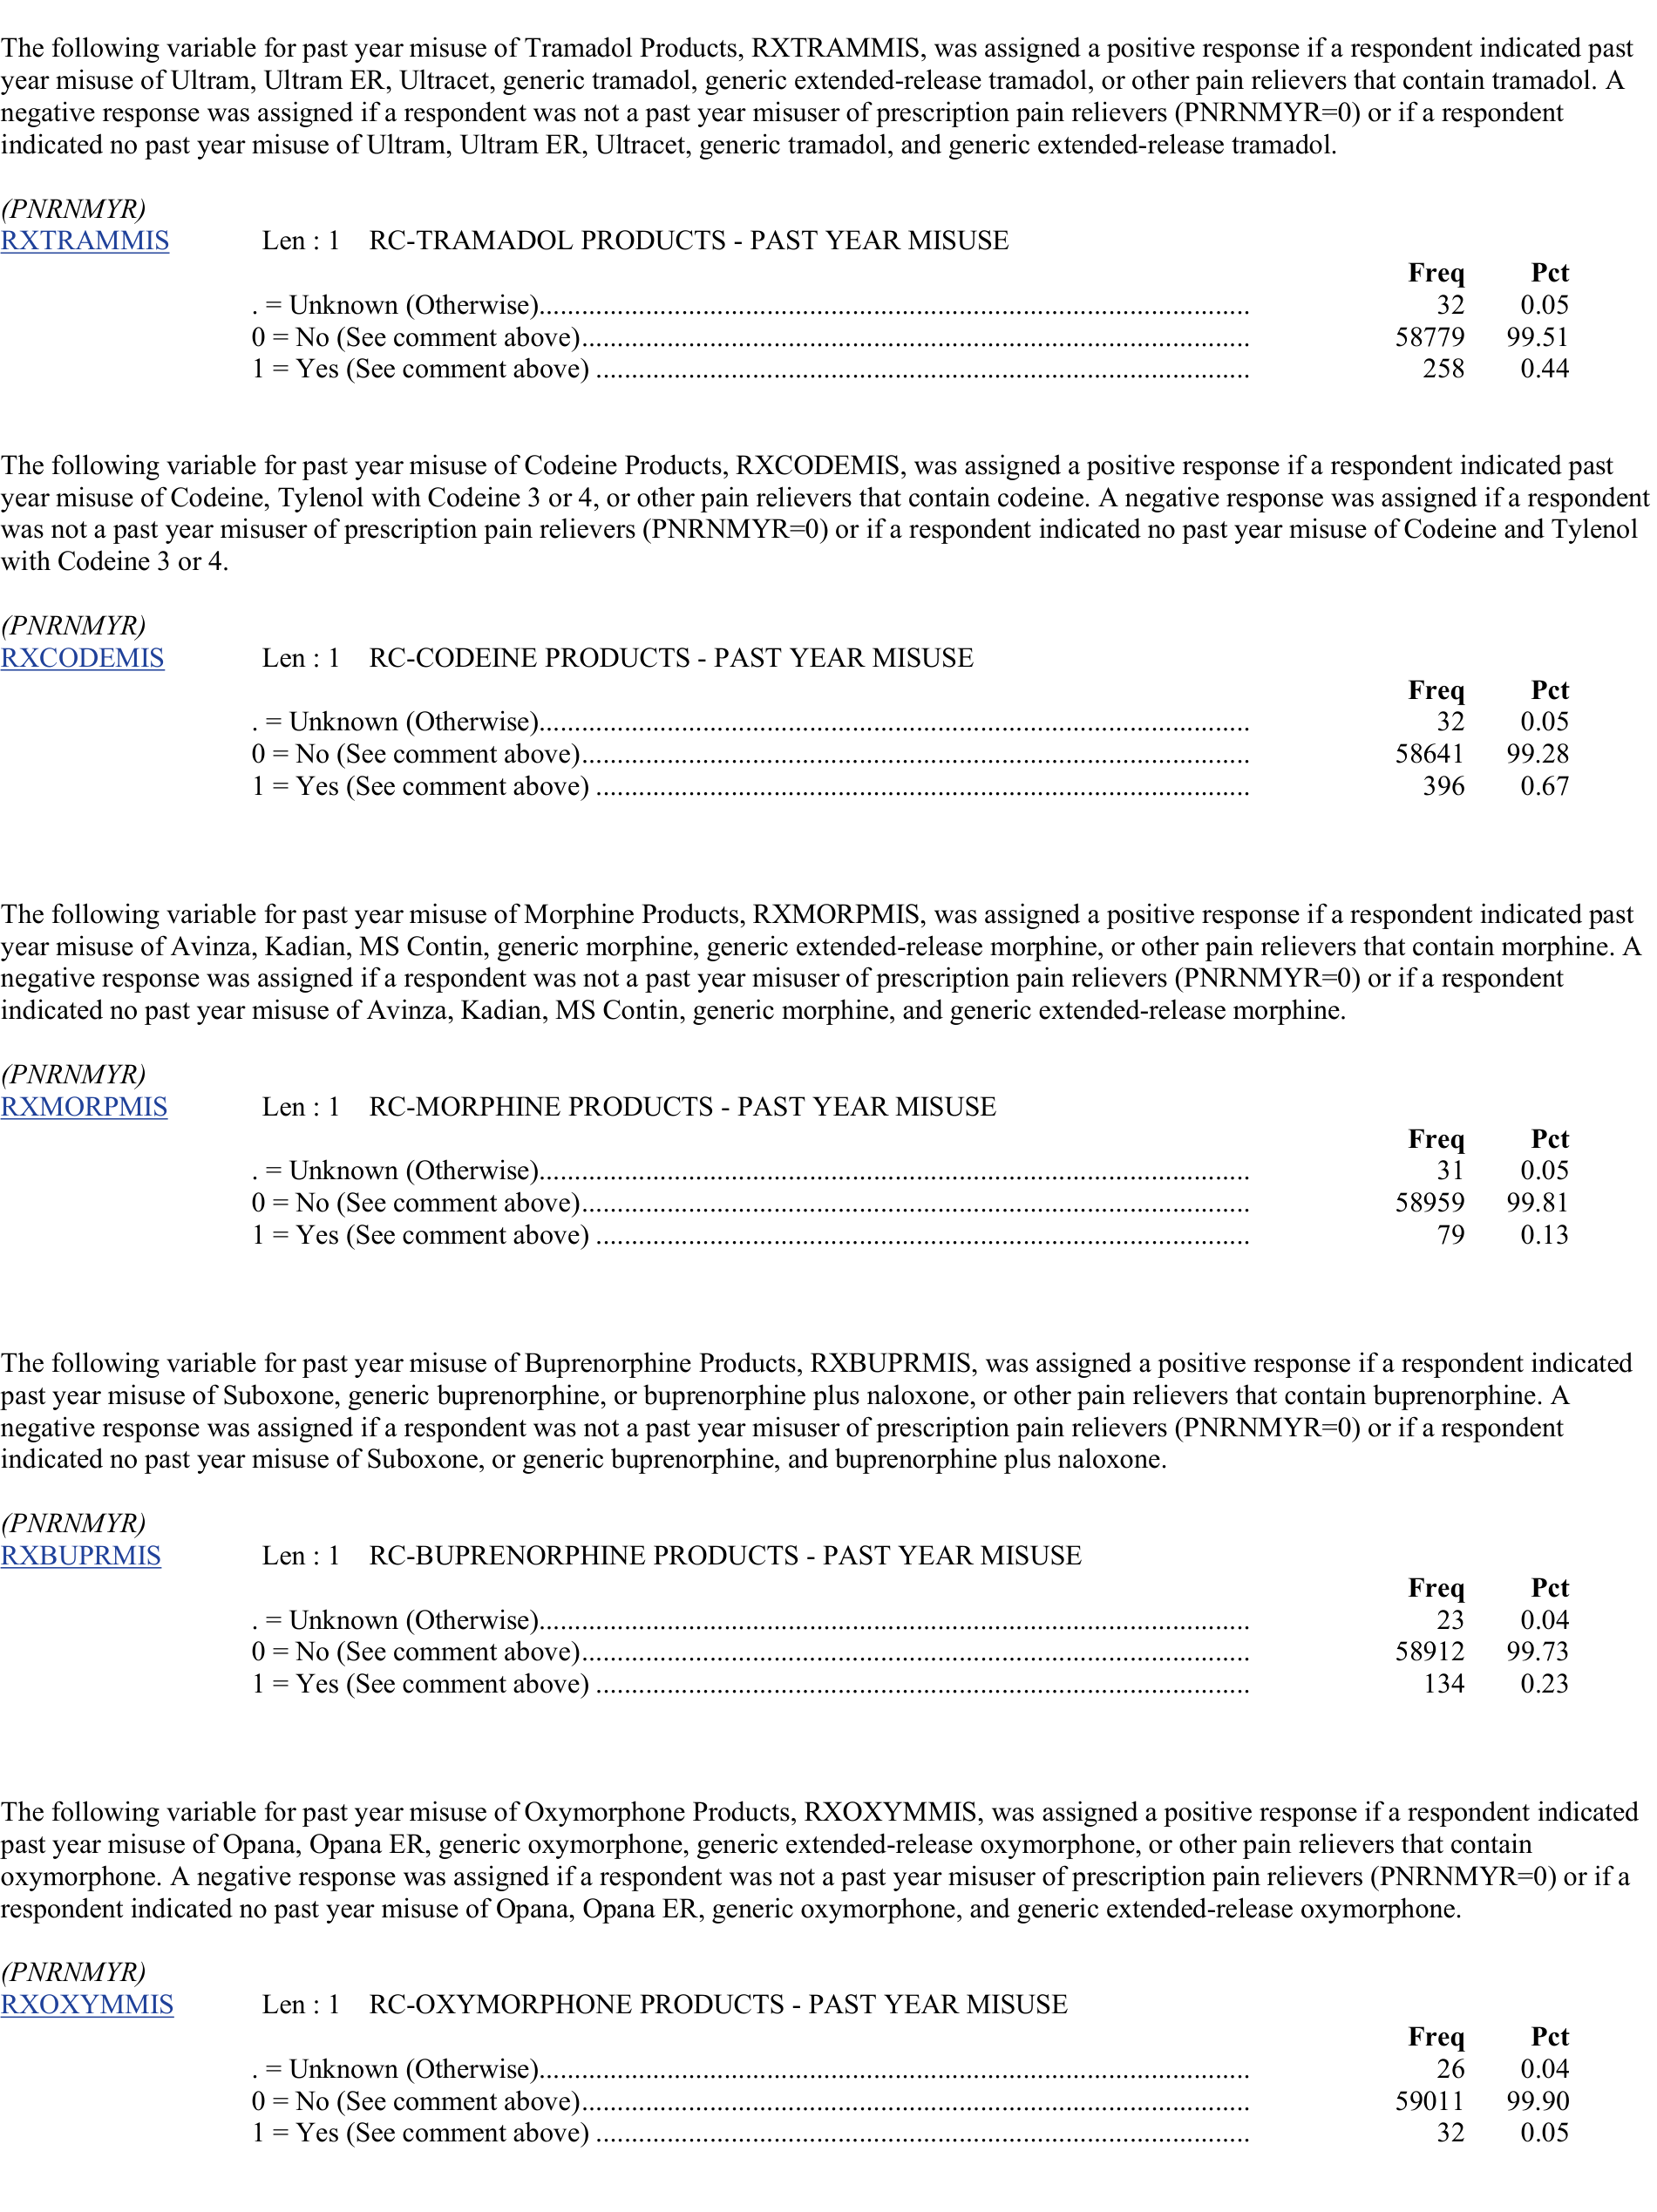 The following variable for past year misuse of Tramadol Products, RXTRAMMIS, was assigned a positive response if a respondent indicated past
year misuse of Ultram, Ultram ER, Ultracet, generic tramadol, generic extended-release tramadol, or other pain relievers that contain tramadol. A
negative response was assigned if a respondent was not a past year misuser of prescription pain relievers (PNRNMYR=0) or if a respondent
indicated no past year misuse of Ultram, Ultram ER, Ultracet, generic tramadol, and generic extended-release tramadol.
(PNRNMYR)
RXTRAMMIS Len : 1 RC-TRAMADOL PRODUCTS - PAST YEAR MISUSE
Freq Pct
. = Unknown (Otherwise)................................................................................ 32 0.05
0 = No (See comment above)................................................................................ 58779 99.51
1 = Yes (See comment above) ................................................................................ 258 0.44
The following variable for past year misuse of Codeine Products, RXCODEMIS, was assigned a positive response if a respondent indicated past
year misuse of Codeine, Tylenol with Codeine 3 or 4, or other pain relievers that contain codeine. A negative response was assigned if a respondent
was not a past year misuser of prescription pain relievers (PNRNMYR=0) or if a respondent indicated no past year misuse of Codeine and Tylenol
with Codeine 3 or 4.
(PNRNMYR)
RXCODEMIS Len : 1 RC-CODEINE PRODUCTS - PAST YEAR MISUSE
Freq Pct
. = Unknown (Otherwise)................................................................................ 32 0.05
0 = No (See comment above)................................................................................ 58641 99.28
1 = Yes (See comment above) ................................................................................ 396 0.67
The following variable for past year misuse of Morphine Products, RXMORPMIS, was assigned a positive response if a respondent indicated past
year misuse of Avinza, Kadian, MS Contin, generic morphine, generic extended-release morphine, or other pain relievers that contain morphine. A
negative response was assigned if a respondent was not a past year misuser of prescription pain relievers (PNRNMYR=0) or if a respondent
indicated no past year misuse of Avinza, Kadian, MS Contin, generic morphine, and generic extended-release morphine.
(PNRNMYR)
RXMORPMIS Len : 1 RC-MORPHINE PRODUCTS - PAST YEAR MISUSE
Freq Pct
. = Unknown (Otherwise)................................................................................ 31 0.05
0 = No (See comment above)................................................................................ 58959 99.81
1 = Yes (See comment above) ................................................................................ 79 0.13
The following variable for past year misuse of Buprenorphine Products, RXBUPRMIS, was assigned a positive response if a respondent indicated
past year misuse of Suboxone, generic buprenorphine, or buprenorphine plus naloxone, or other pain relievers that contain buprenorphine. A
negative response was assigned if a respondent was not a past year misuser of prescription pain relievers (PNRNMYR=0) or if a respondent
indicated no past year misuse of Suboxone, or generic buprenorphine, and buprenorphine plus naloxone.
(PNRNMYR)
RXBUPRMIS Len : 1 RC-BUPRENORPHINE PRODUCTS - PAST YEAR MISUSE
Freq Pct
. = Unknown (Otherwise)................................................................................ 23 0.04
0 = No (See comment above)................................................................................ 58912 99.73
1 = Yes (See comment above) ................................................................................ 134 0.23
The following variable for past year misuse of Oxymorphone Products, RXOXYMMIS, was assigned a positive response if a respondent indicated
past year misuse of Opana, Opana ER, generic oxymorphone, generic extended-release oxymorphone, or other pain relievers that contain
oxymorphone. A negative response was assigned if a respondent was not a past year misuser of prescription pain relievers (PNRNMYR=0) or if a
respondent indicated no past year misuse of Opana, Opana ER, generic oxymorphone, and generic extended-release oxymorphone.
(PNRNMYR)
RXOXYMMIS Len : 1 RC-OXYMORPHONE PRODUCTS - PAST YEAR MISUSE
Freq Pct
. = Unknown (Otherwise)................................................................................ 26 0.04
0 = No (See comment above)................................................................................ 59011 99.90
1 = Yes (See comment above) ................................................................................ 32 0.05